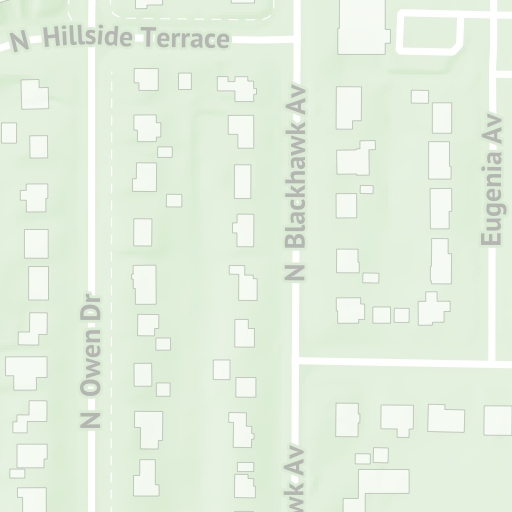 N Hillside Terrace
N Blackhawk Av
Eugenia Av
N Owen Dr
wk Av